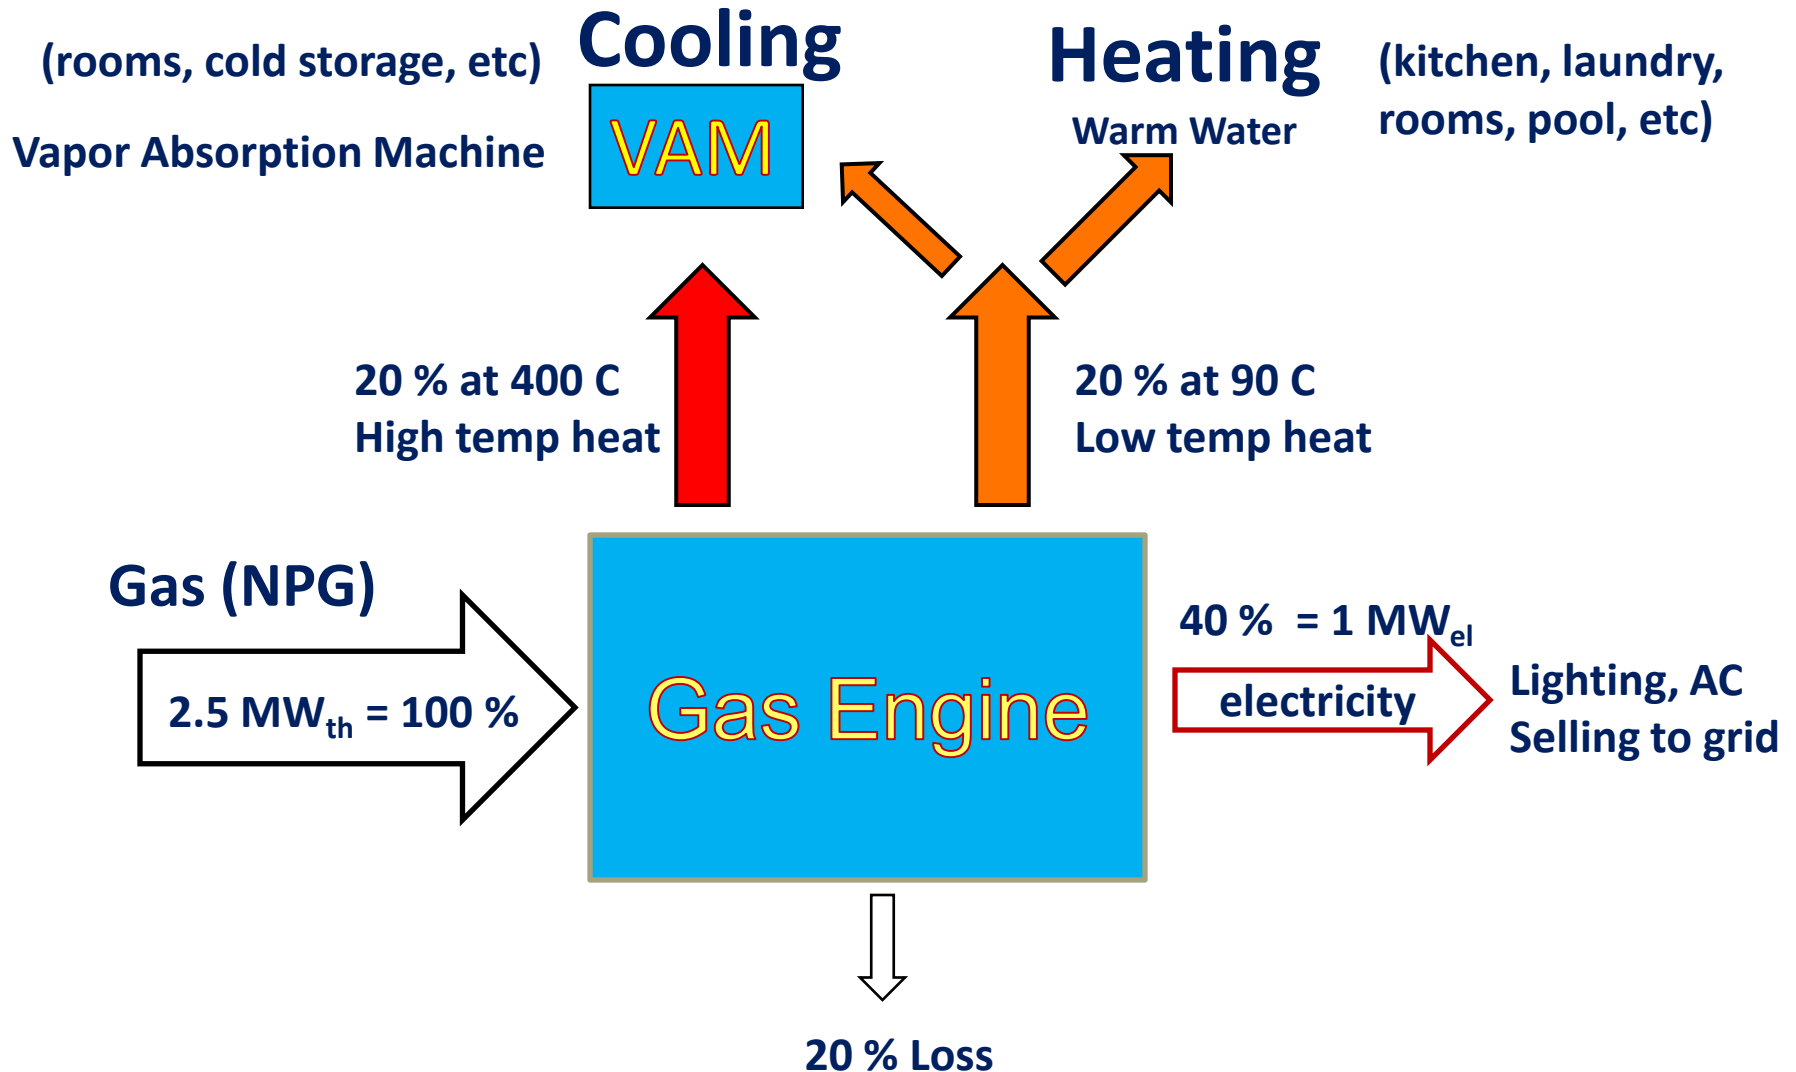 Cooling
Heating
(rooms, cold storage, etc)
(kitchen, laundry,
rooms, pool, etc)
Warm Water
Vapor Absorption Machine
VAM
20 % at 400 C
High temp heat
20 % at 90 C
Low temp heat
Gas (NPG)
2.5 MWth = 100 %
Gas Engine
40 %  = 1 MWel
electricity
Lighting, AC
Selling to grid
20 % Loss